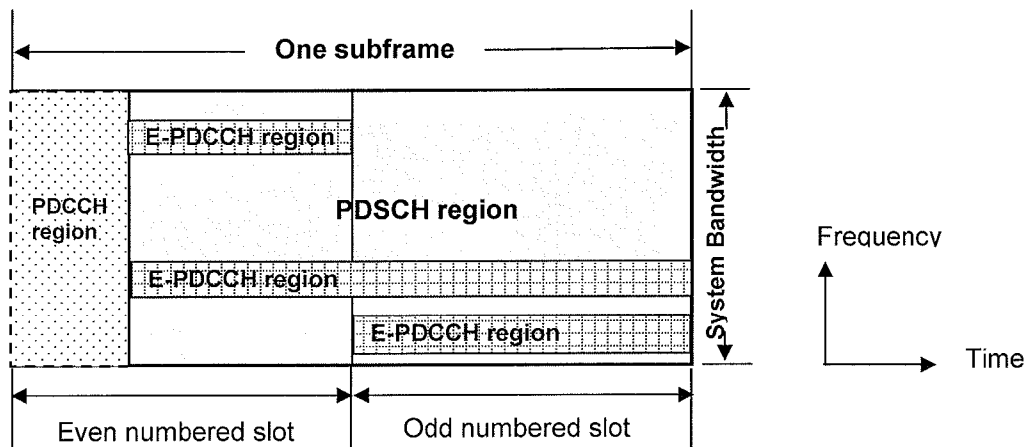 One subframe
E-PDCCH region
PDCCH
region
PDSCH region
E-PDCCH region
E-PDCCH region
System Bandwidth
Frequency
Time
Even numbered slot
Odd numbered slot